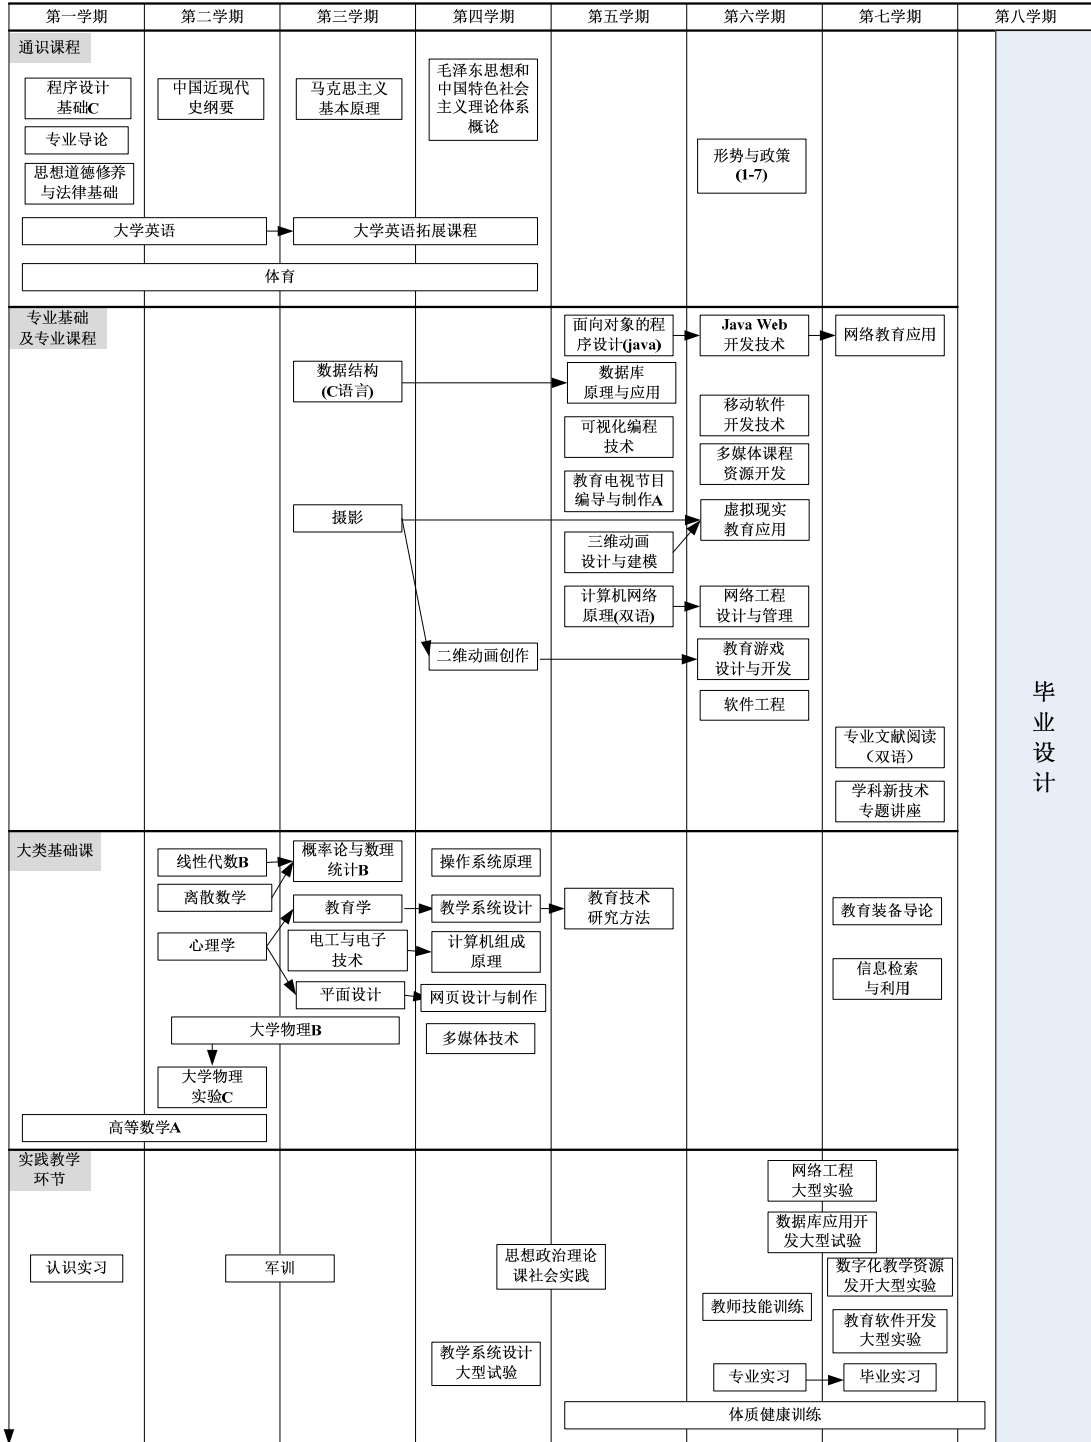 第一学期
第二学期
第三学期
第四学期
第五学期
第六学期
第七学期
第八学期
通识课程
程序设计
基础C
中国近现代
史纲要
马克思主义
基本原理
毛泽东思想和
中国特色社会
主义理论体系
概论
专业导论
思想道德修养
与法律基础
形势与政策
(1-7)
大学英语
大学英语拓展课程
体育
专业基础
及专业课程
面向对象的程
序设计(java)
Java Web
开发技术
网络教育应用
数据结构
(C语言)
数据库
原理与应用
移动软件
开发技术
可视化编程
技术
多媒体课程
资源开发
教育电视节目
编导与制作A
摄影
虚拟现实
教育应用
三维动画
设计与建模
计算机网络
原理(双语)
网络工程
设计与管理
二维动画创作
教育游戏
设计与开发
软件工程
专业文献阅读
（双语）
学科新技术
专题讲座
毕
业
设
计
大类基础课
线性代数B
概率论与数理
统计B
操作系统原理
离散数学
教育学
教学系统设计
教育技术
研究方法
教育装备导论
心理学
电工与电子
技术
计算机组成
原理
信息检索
与利用
平面设计
网页设计与制作
大学物理B
多媒体技术
大学物理
实验C
高等数学A
实践教学
环节
网络工程
大型实验
数据库应用开
发大型试验
认识实习
军训
思想政治理论
课社会实践
数字化教学资源
发开大型实验
教师技能训练
教育软件开发
大型实验
教学系统设计
大型试验
专业实习
毕业实习
体质健康训练